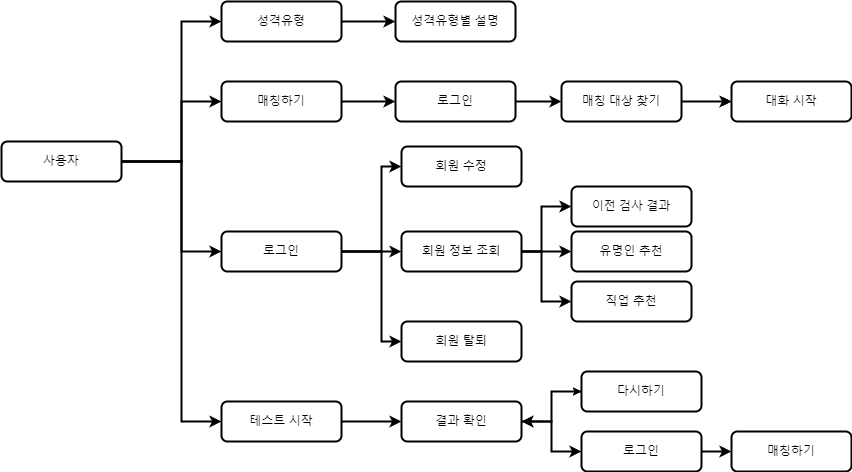 성격유형
성격유형별 설명
매칭하기
로그인
매칭 대상 찾기
대화 시작
사용자
회원 수정
이전 검사 결과
로그인
회원 정보 조회
유명인 추천
직업 추천
회원 탈퇴
다시하기
테스트 시작
결과 확인
로그인
매칭하기